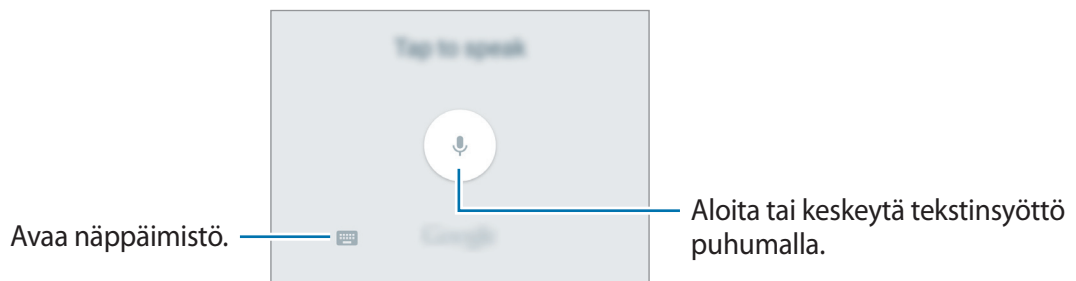 Tap to speak
Avaa näppäimistö.
Aloita tai keskeytä tekstinsyöttö
puhumalla.
Google